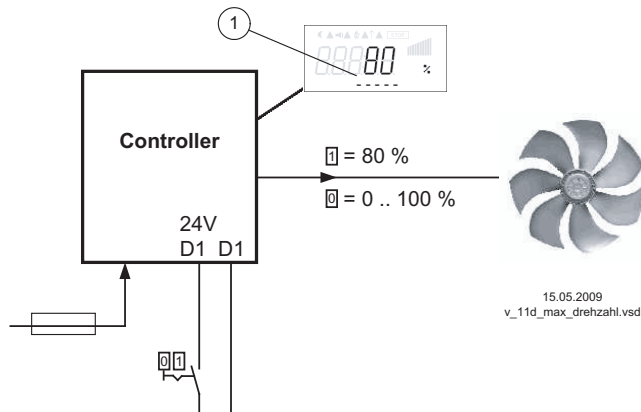 1
80
%
Controller
1 = 80 %
0 = 0 .. 100 %
24V
D1 D1
15.05.2009
v_11d_max_drehzahl.vsd
0 1